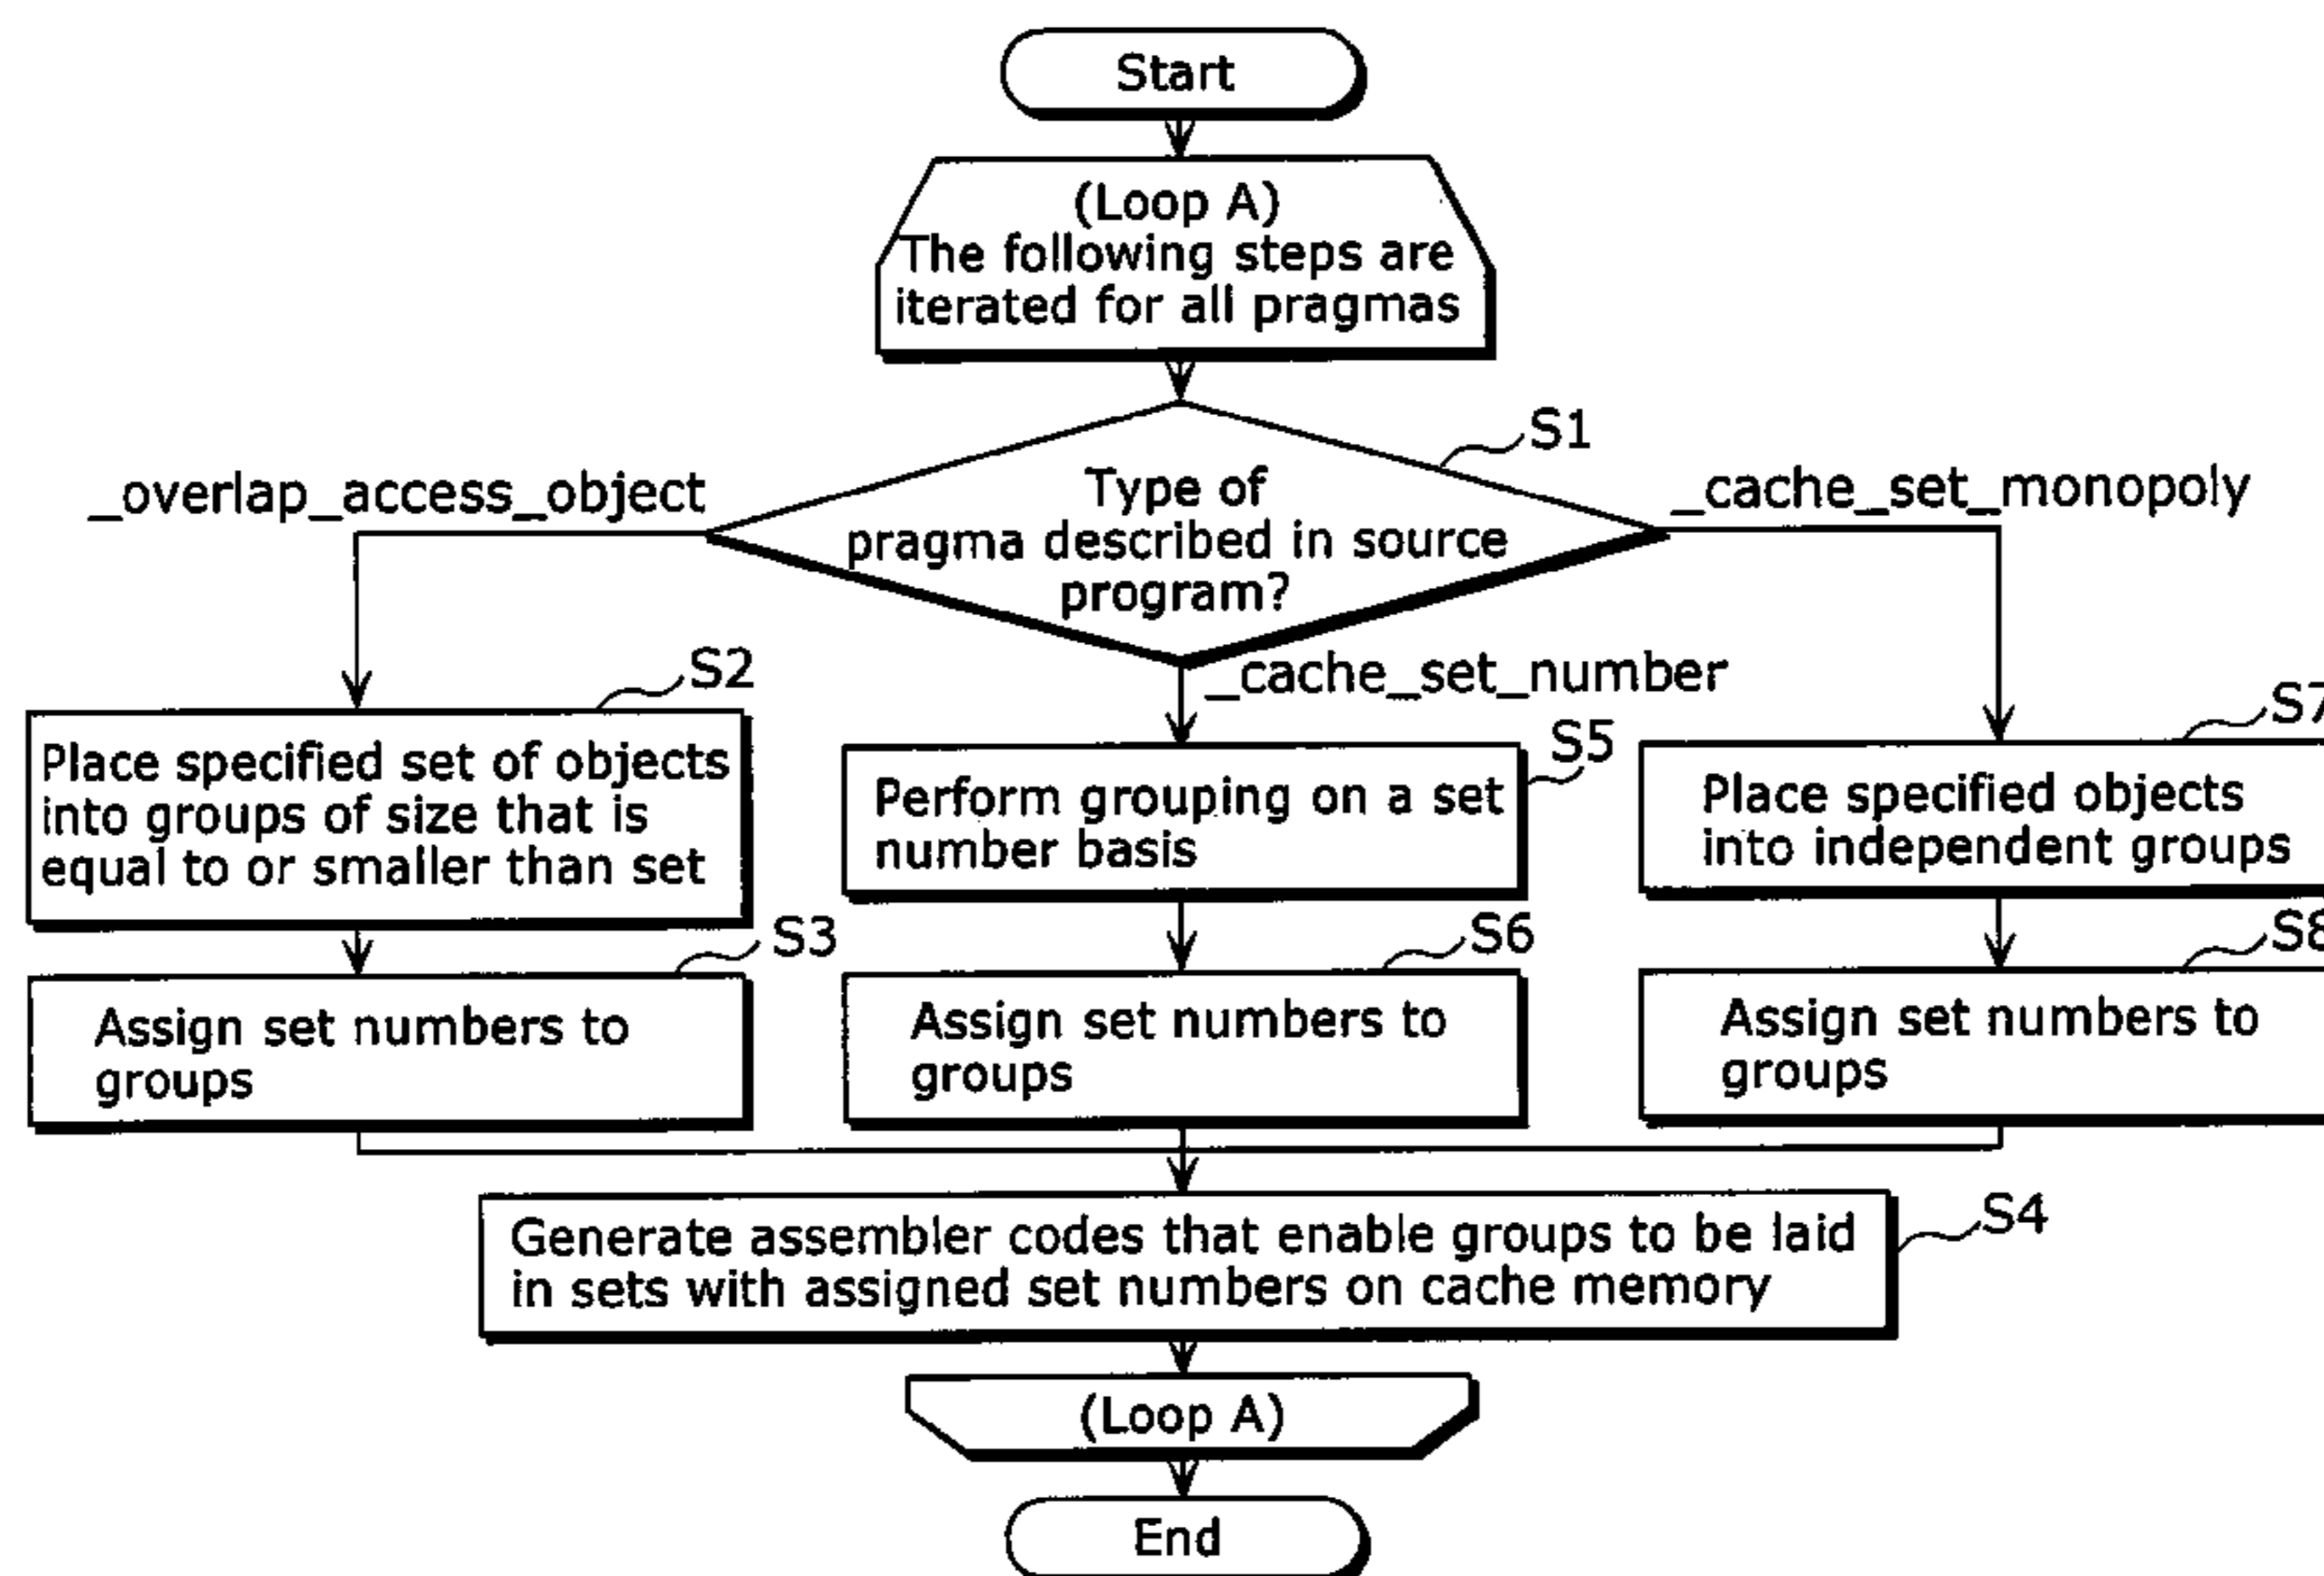 Start
(Loop A)
The following steps are
iterated for all pragmas
S1
Type of
pragma described in source
program?
_overlap_access_object
_cache_set_monopoly
_cache_set_number
S2
Place specified set of objects
into groups of size that is
equal to or smaller than set
S5
Perform grouping on a set
number basis
S7
Place specified objects
into independent groups
S3
Assign set numbers to
groups
S6
Assign set numbers to
groups
S8
Assign set numbers to
groups
S4
Generate assembler codes that enable groups to be laid
in sets with assigned set numbers on cache memory
(Loop A)
End